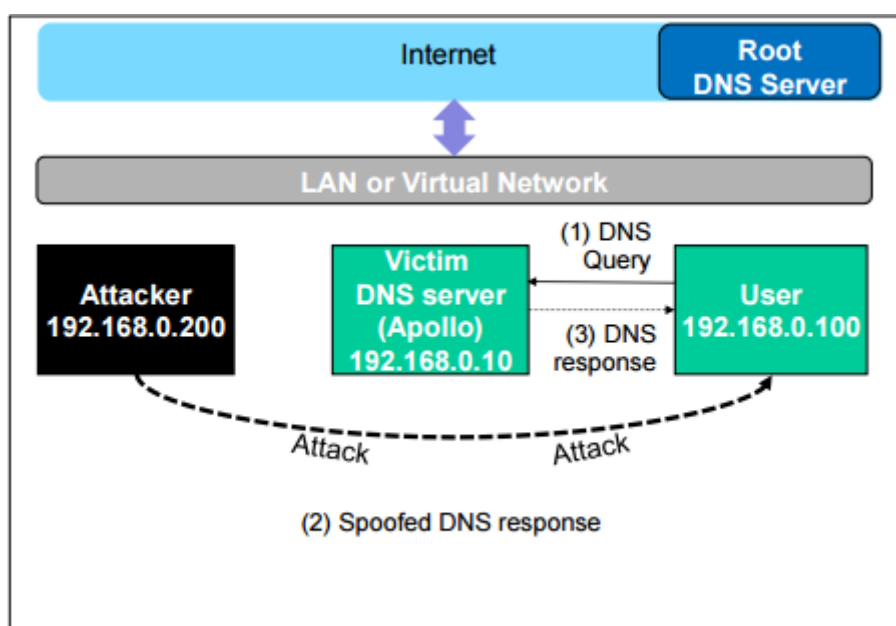 Internet
Root
DNS Server
LAN or Virtual Network
Attacker
192.168.0.200
Victim
DNS server
(Apollo)
192.168.0.10
(1) DNS
Query
(3) DNS
response
User
192.168.0.100
Attack
Attack
(2) Spoofed DNS response